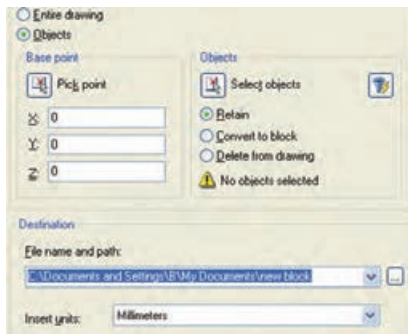 Entire drawing
Objects
Base point
Pick point
X: 0
Y: 0
Z: 0
Objects
Select objects
Retain
Convert to block
Delete from drawing
No objects selected
Destination
File name and path:
C:\Documents and Settings\B\My Documents\new block
...
Insert units: Millimeters